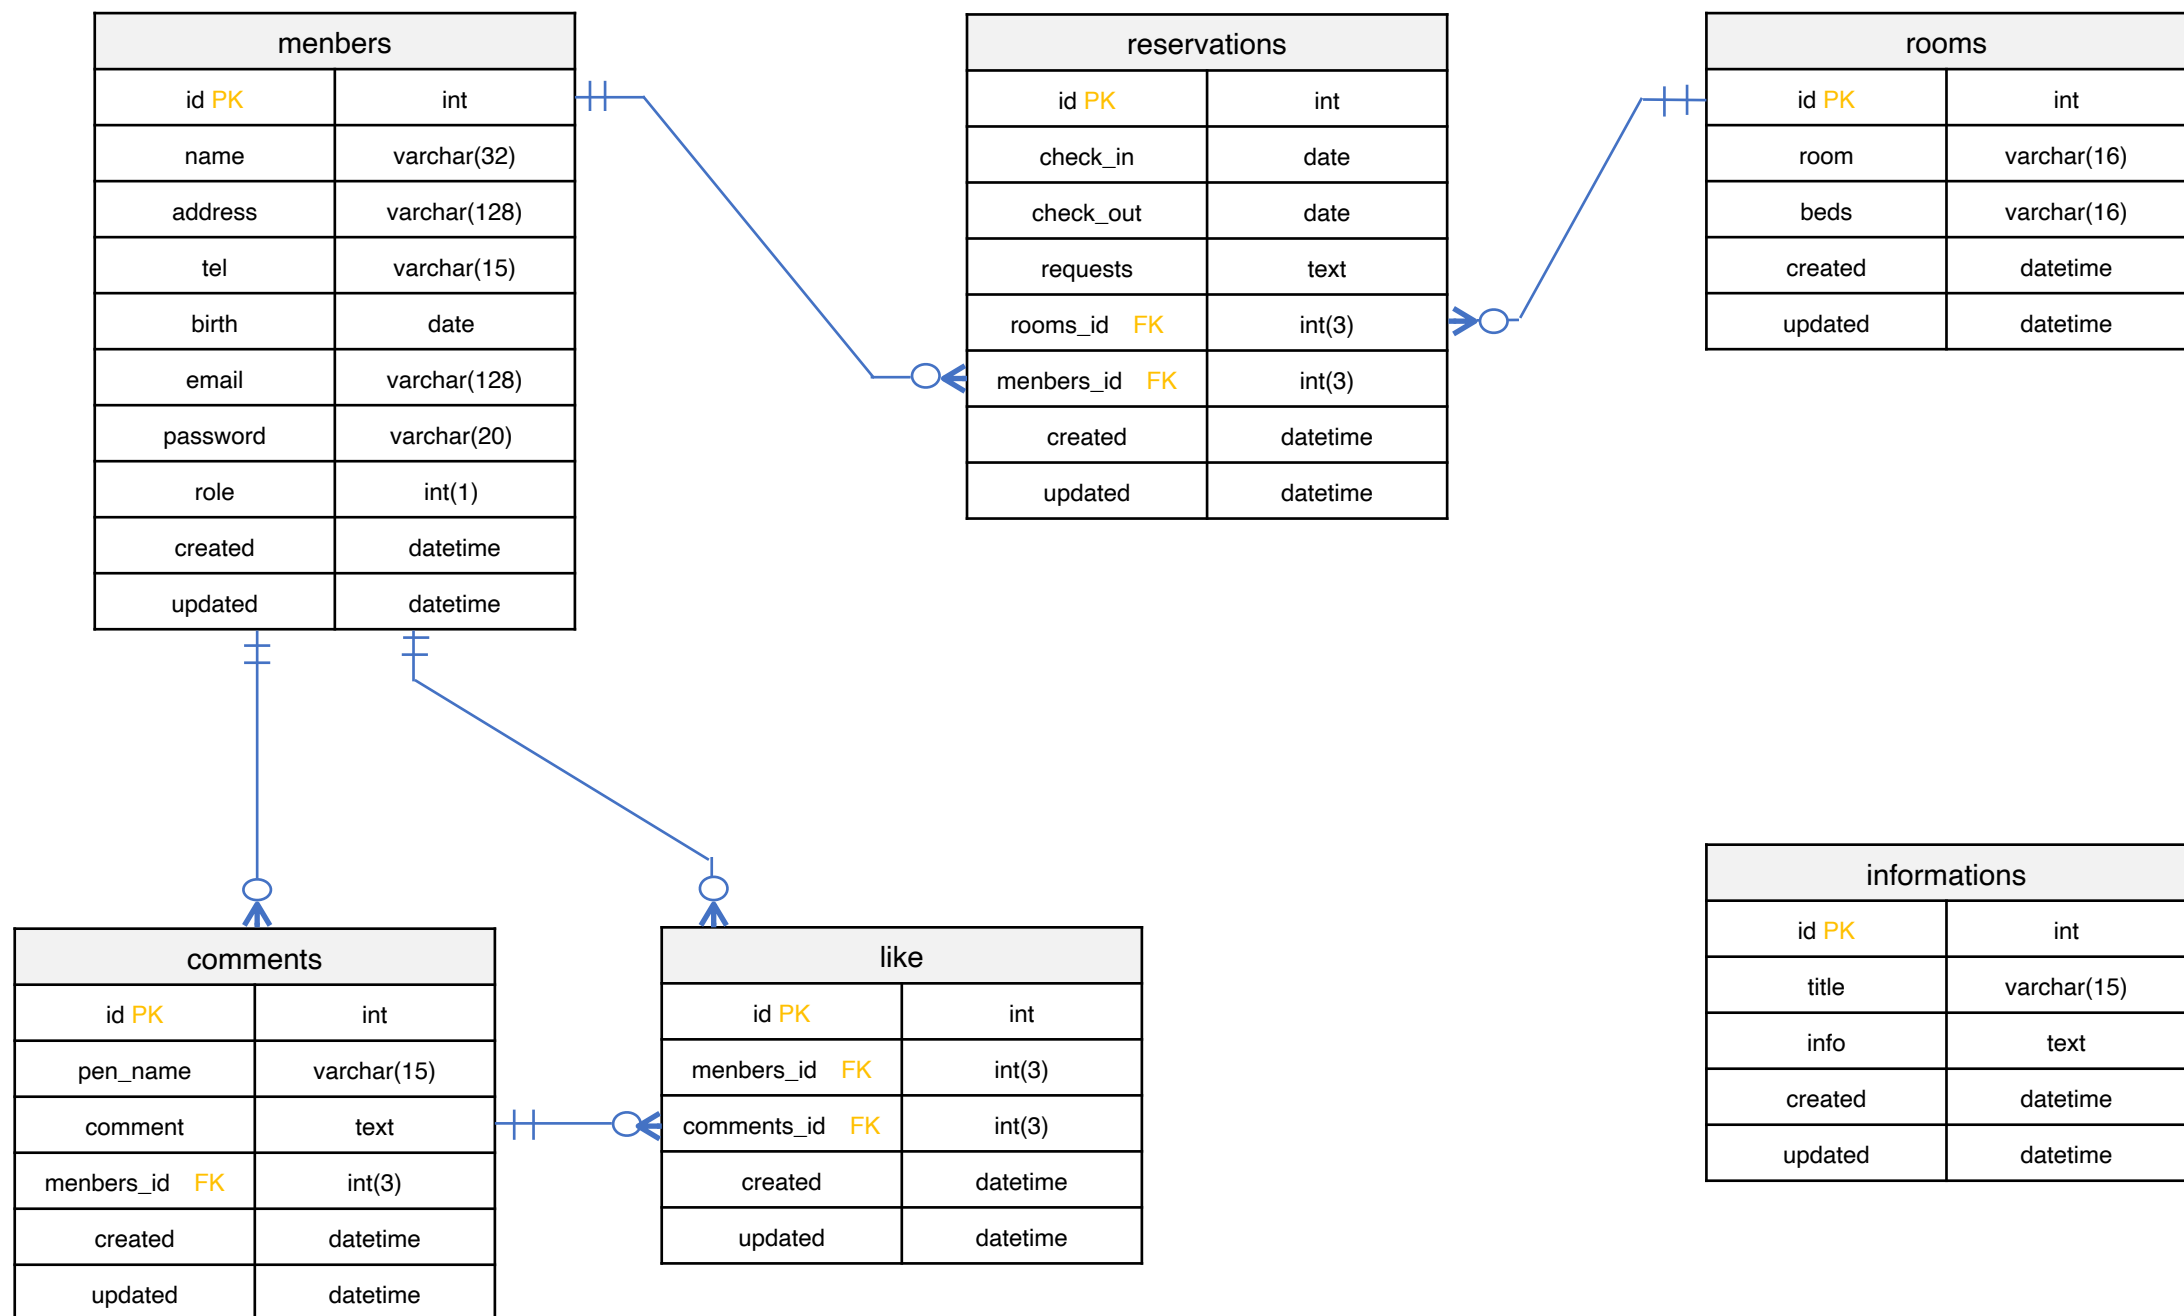 menbers
id PK int
name varchar(32)
address varchar(128)
tel varchar(15)
birth date
email varchar(128)
password varchar(20)
role int(1)
created datetime
updated datetime
reservations
id PK int
check_in date
check_out date
requests text
rooms_id FK int(3)
menbers_id FK int(3)
created datetime
updated datetime
rooms
id PK int
room varchar(16)
beds varchar(16)
created datetime
updated datetime
comments
id PK int
pen_name varchar(15)
comment text
menbers_id FK int(3)
created datetime
updated datetime
like
id PK int
menbers_id FK int(3)
comments_id FK int(3)
created datetime
updated datetime
informations
id PK int
title varchar(15)
info text
created datetime
updated datetime